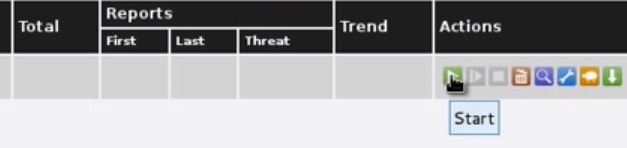 Total
Reports
First
Last
Threat
Trend
Actions
Start